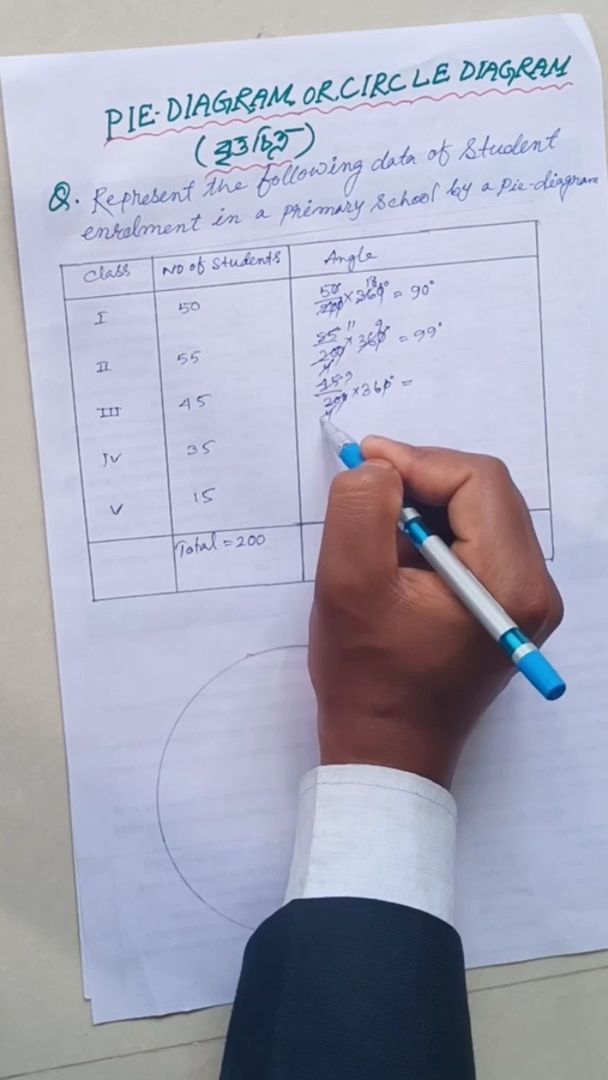 PIE-DIAGRAM OR CIRCLE DIAGRAM
(বৃত্তচিত্ৰ)
Q. Represent the following data of Student
enrolment in a primary School by a Pie-diagram
Class No of Students Angle
I 50 50/200 × 360° = 90°
II 55 55/200 × 360° = 99°
III 45 45/200 × 360° =
IV 35
V 15
Total = 200